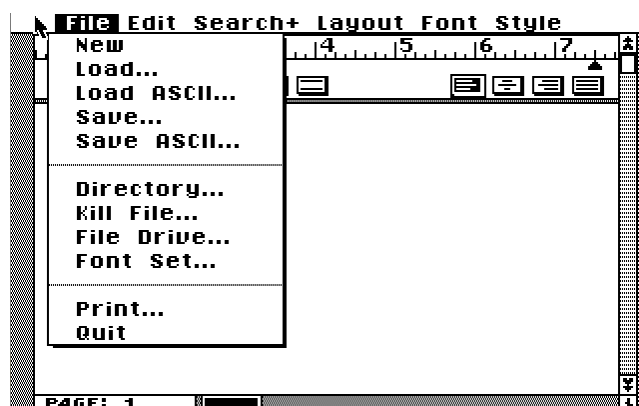 File Edit Search+ Layout Font Style
4 5 6 7
New
Load...
Load ASCII...
Save...
Save ASCII...
Directory...
Kill File...
File Drive...
Font Set...
Print...
Quit
PAGE: 1